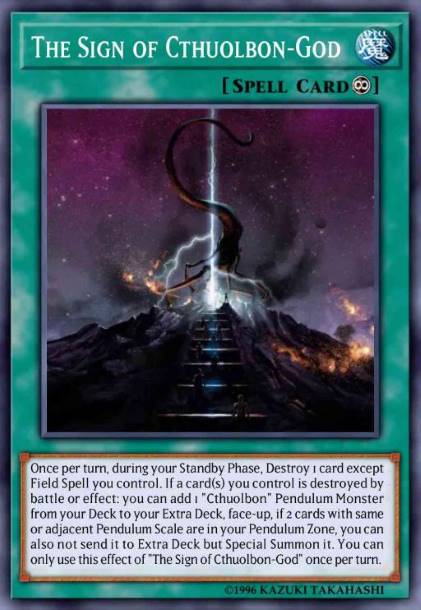 The Sign of Cthuolbon-God
[Spell Card]
Once per turn, during your Standby Phase, Destroy 1 card except
Field Spell you control. If a card(s) you control is destroyed by
battle or effect: you can add 1 "Cthuolbon" Pendulum Monster
from your Deck to your Extra Deck, face-up, if 2 cards with same
or adjacent Pendulum Scale are in your Pendulum Zone, you can
also not send it to Extra Deck but Special Summon it. You can
only use this effect of "The Sign of Cthuolbon-God" once per turn.
©1996 KAZUKI TAKAHASHI